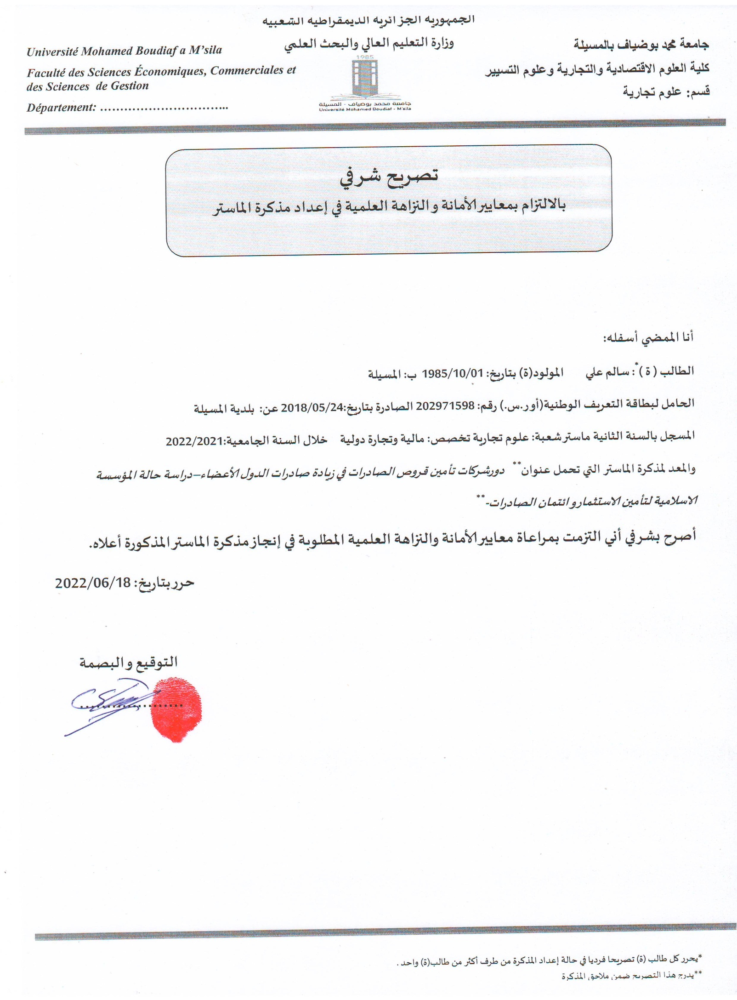 الجمهورية الجزائرية الديمقراطية الشعبية
وزارة التعليم العالي والبحث العلمي
جامعة محمد بوضياف بالمسيلة
كلية العلوم الاقتصادية والتجارية وعلوم التسيير
قسم: علوم تجارية
Université Mohamed Boudiaf a M’sila
Faculté des Sciences Économiques, Commerciales et
des Sciences de Gestion
Département: ……………………………..
1985
جامعة محمد بوضياف - المسيلة
Université Mohamed Boudiaf - M'sila
تصريح شرفي
بالالتزام بمعايير الأمانة و النزاهة العلمية في إعداد مذكرة الماستر
أنا الممضي أسفله:
الطالب ( ة )*: سالم علي المولود(ة) بتاريخ: 1985/10/01 ب: المسيلة
الحامل لبطاقة التعريف الوطنية(أور.س.) رقم: 202971598 الصادرة بتاريخ:2018/05/24 عن: بلدية المسيلة
المسجل بالسنة الثانية ماستر شعبة: علوم تجارية تخصص: مالية وتجارة دولية خلال السنة الجامعية:2022/2021
والمعد لمذكرة الماستر التي تحمل عنوان** دور شركات تأمين قروض الصادرات في زيادة صادرات الدول الأعضاء–دراسة حالة المؤسسة
الاسلامية لتأمين الاستثمار و ائتمان الصادرات-**
أصرح بشرفي أني التزمت بمراعاة معايير الأمانة والنزاهة العلمية المطلوبة في إنجاز مذكرة الماستر المذكورة أعلاه.
حرر بتاريخ: 2022/06/18
التوقيع و البصمة
......................
*يحرر كل طالب (ة) تصريحا فرديا في حالة إعداد المذكرة من طرف أكثر من طالب(ة) واحد .
**يدرج هذا التصريح ضمن ملاحق المذكرة